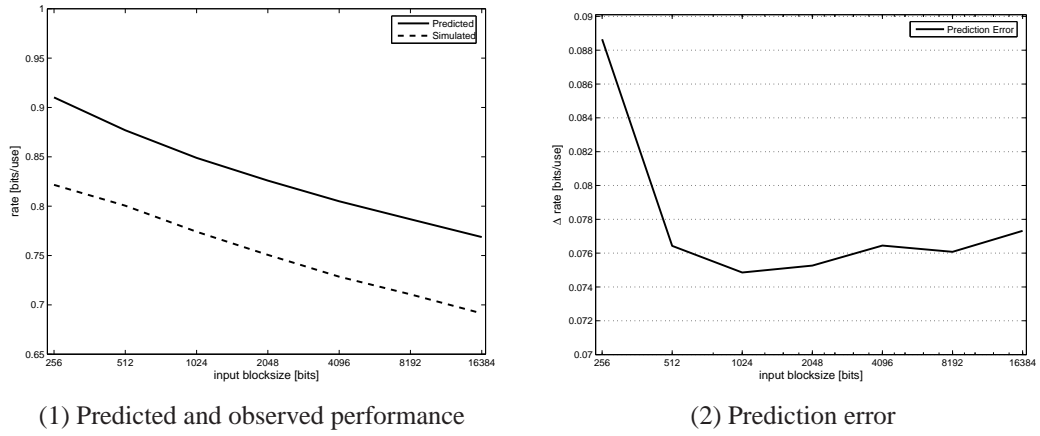 1
0.95
0.9
0.85
0.8
0.75
0.7
0.65
rate [bits/use]
Predicted
Simulated
256 512 1024 2048 4096 8192 16384
input blocksize [bits]
(1) Predicted and observed performance
0.09
0.088
0.086
0.084
0.082
0.08
0.078
0.076
0.074
0.072
0.07
Δ rate [bits/use]
Prediction Error
256 512 1024 2048 4096 8192 16384
input blocksize [bits]
(2) Prediction error